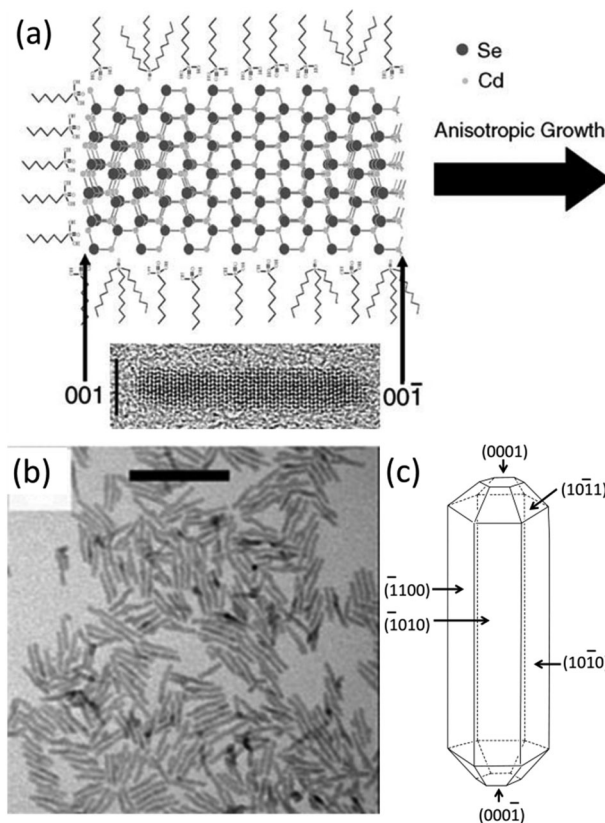 (a)
Se
Cd
Anisotropic Growth
001
001̄
(b)
(c)
(0001)
(101̄1)
(1̄100)
(1̄010)
(101̄0)
(0001̄)